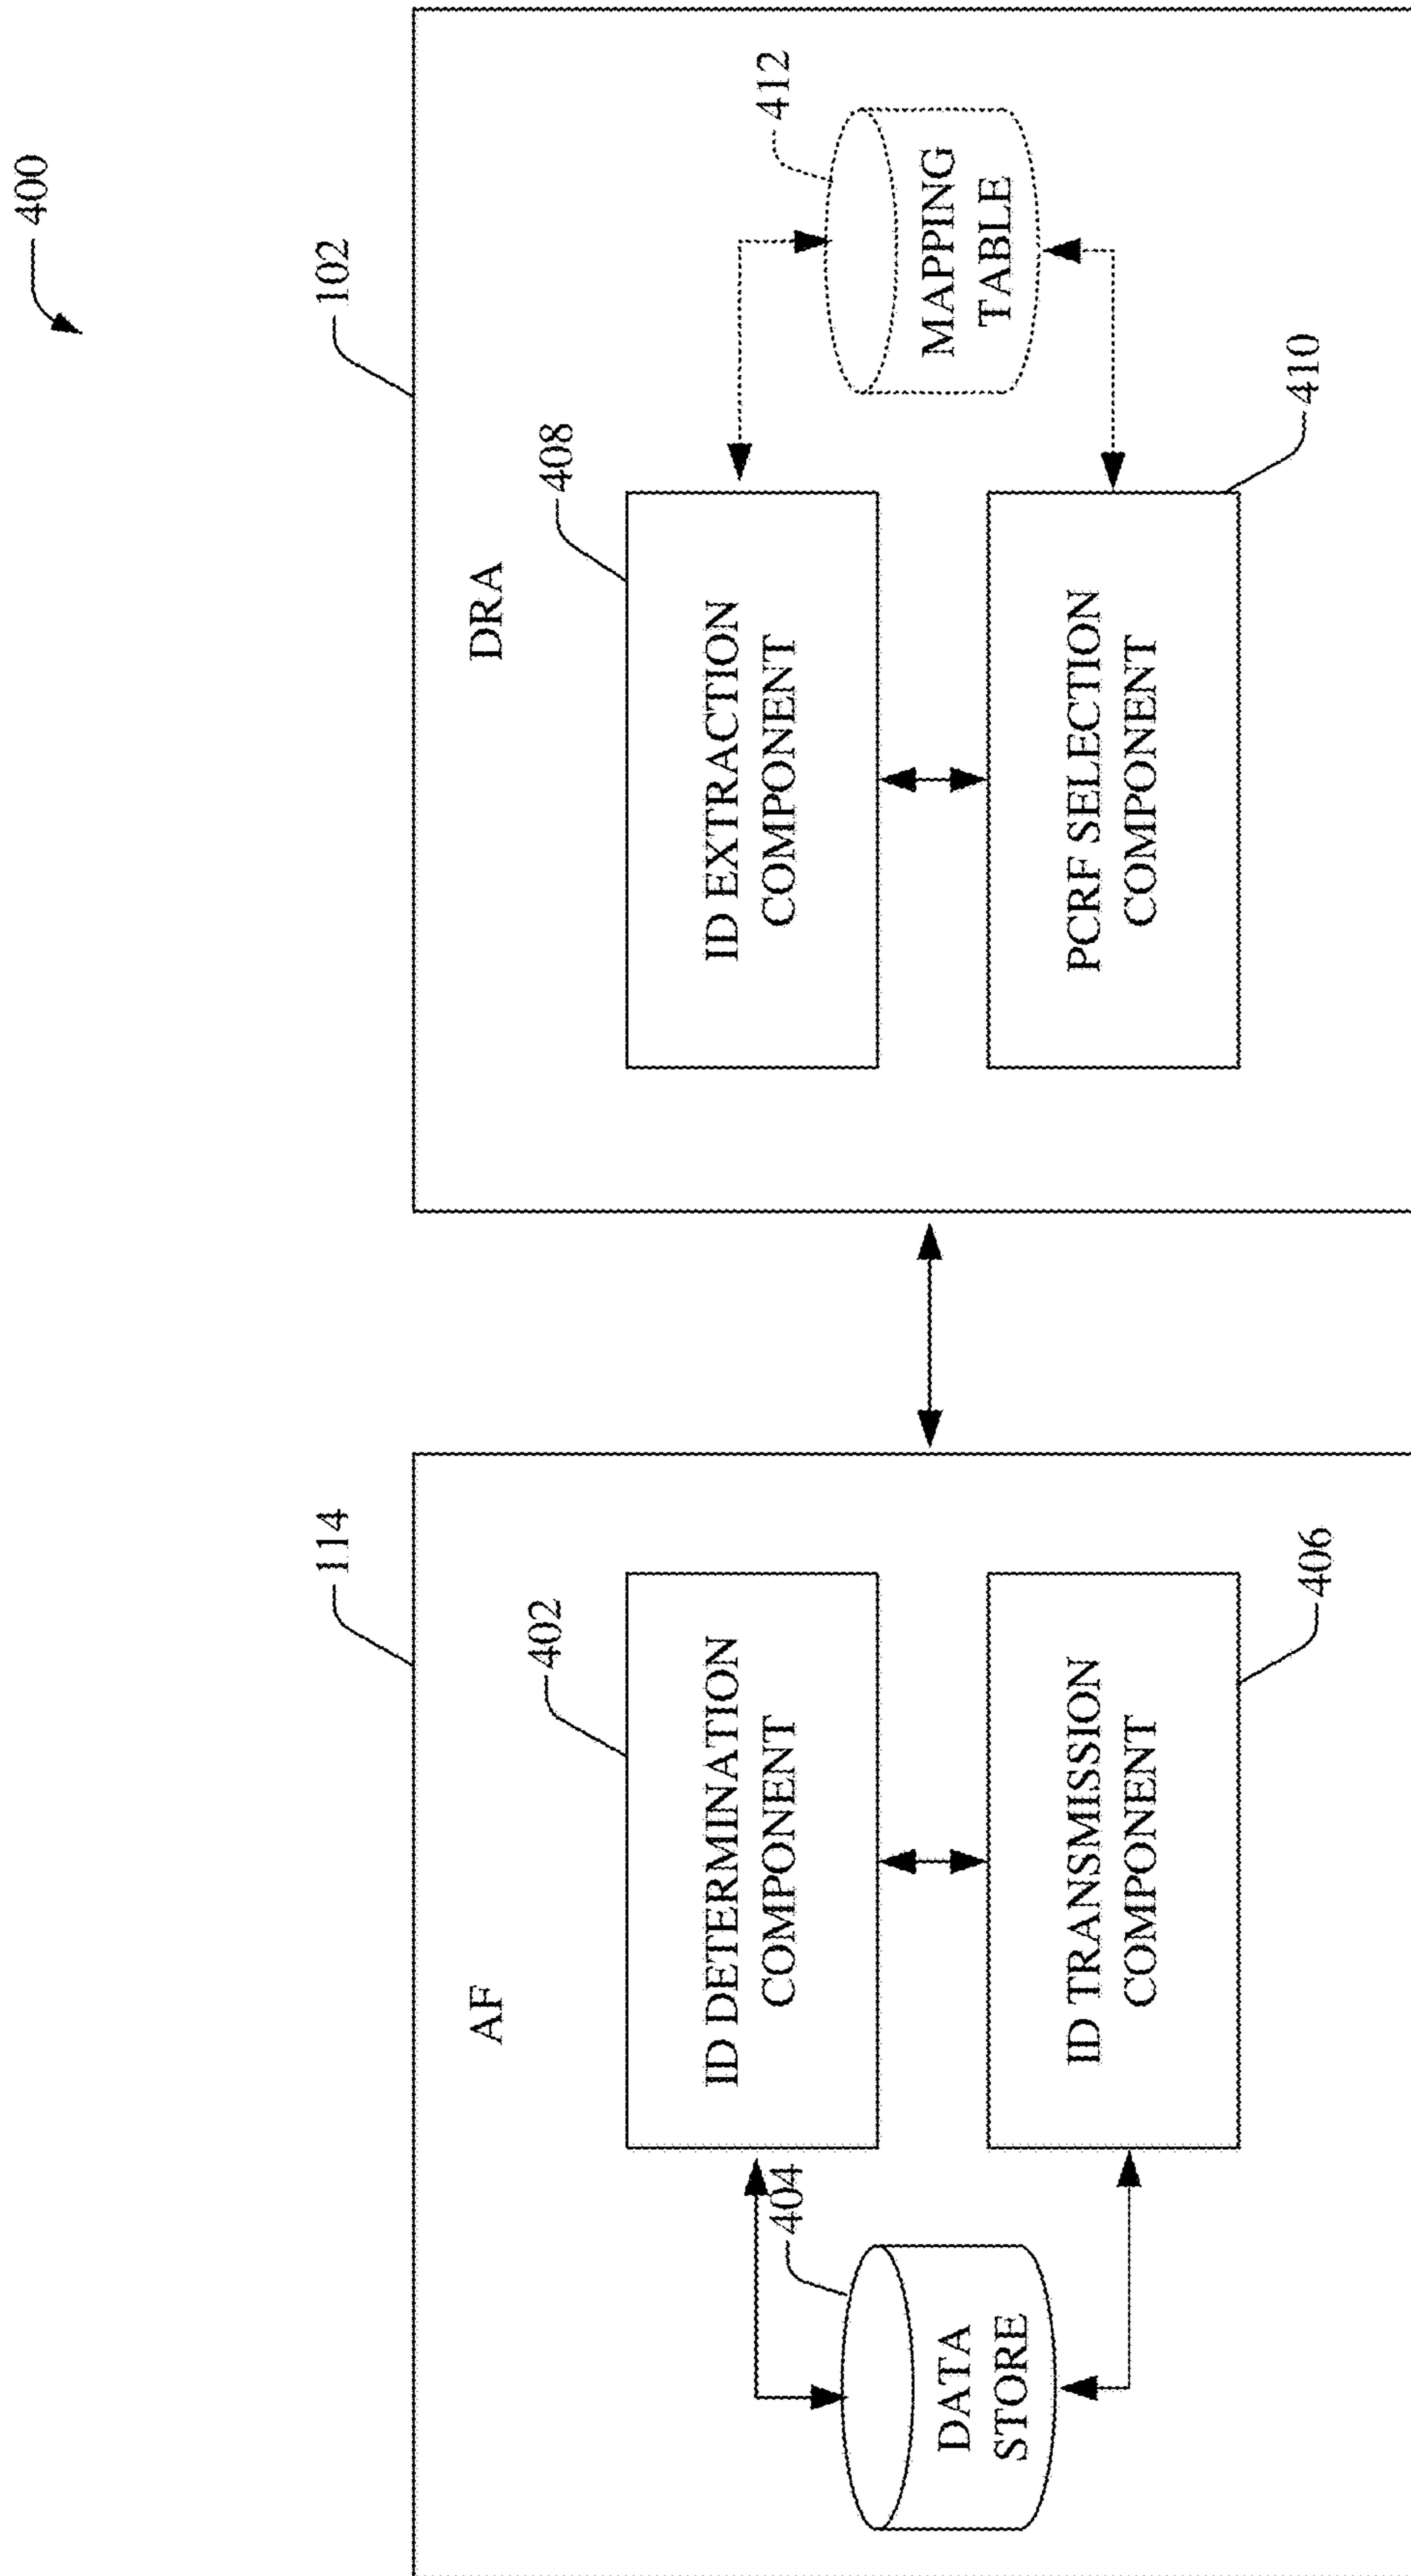 400
114
AF
402
ID DETERMINATION
COMPONENT
404
DATA
STORE
ID TRANSMISSION
COMPONENT
406
102
DRA
408
ID EXTRACTION
COMPONENT
412
MAPPING
TABLE
PCRF SELECTION
COMPONENT
410